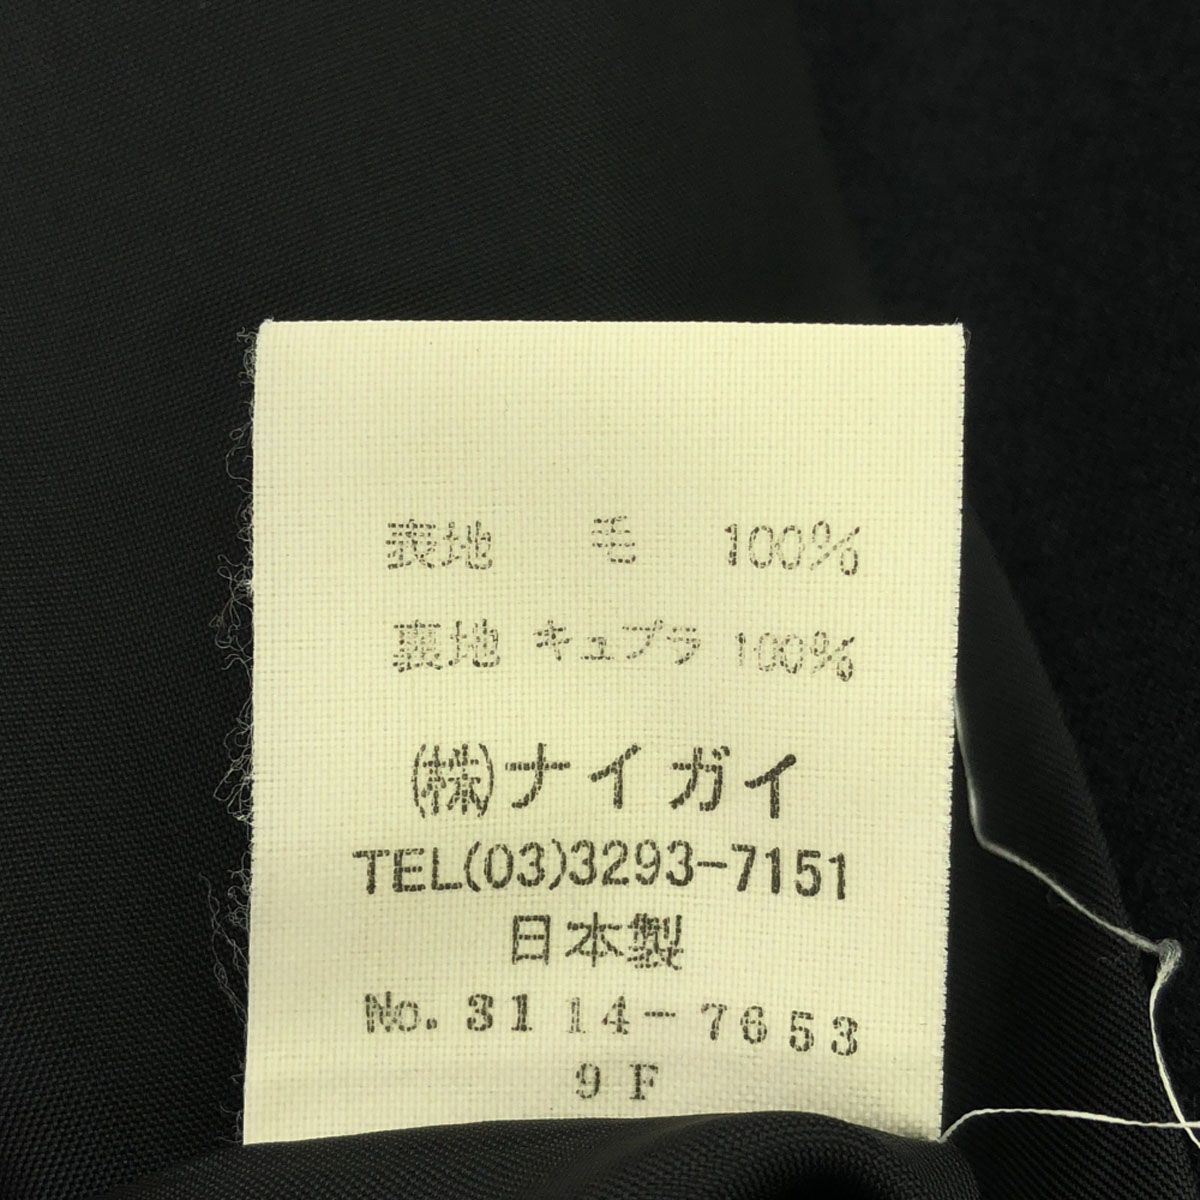 表地 毛 100%
裏地 キュプラ 100%
(株)ナイガイ
TEL(03)3293-7151
日本製
No.3114-7653
9F